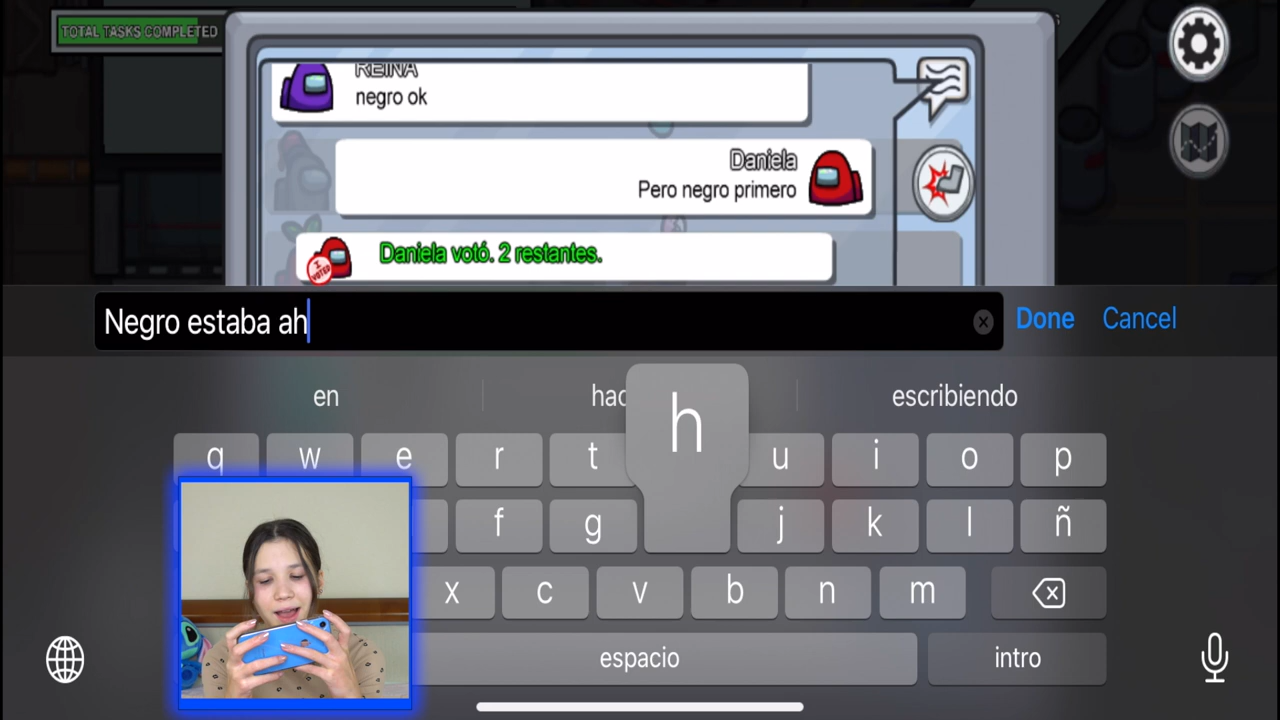 TOTAL TASKS COMPLETED
REINA
negro ok
Daniela
Pero negro primero
I VOTED
Daniela votó. 2 restantes.
Negro estaba ah
Done
Cancel
en
escribiendo
h
q w e r t u i o p
f g j k l ñ
x c v b n m
espacio
intro